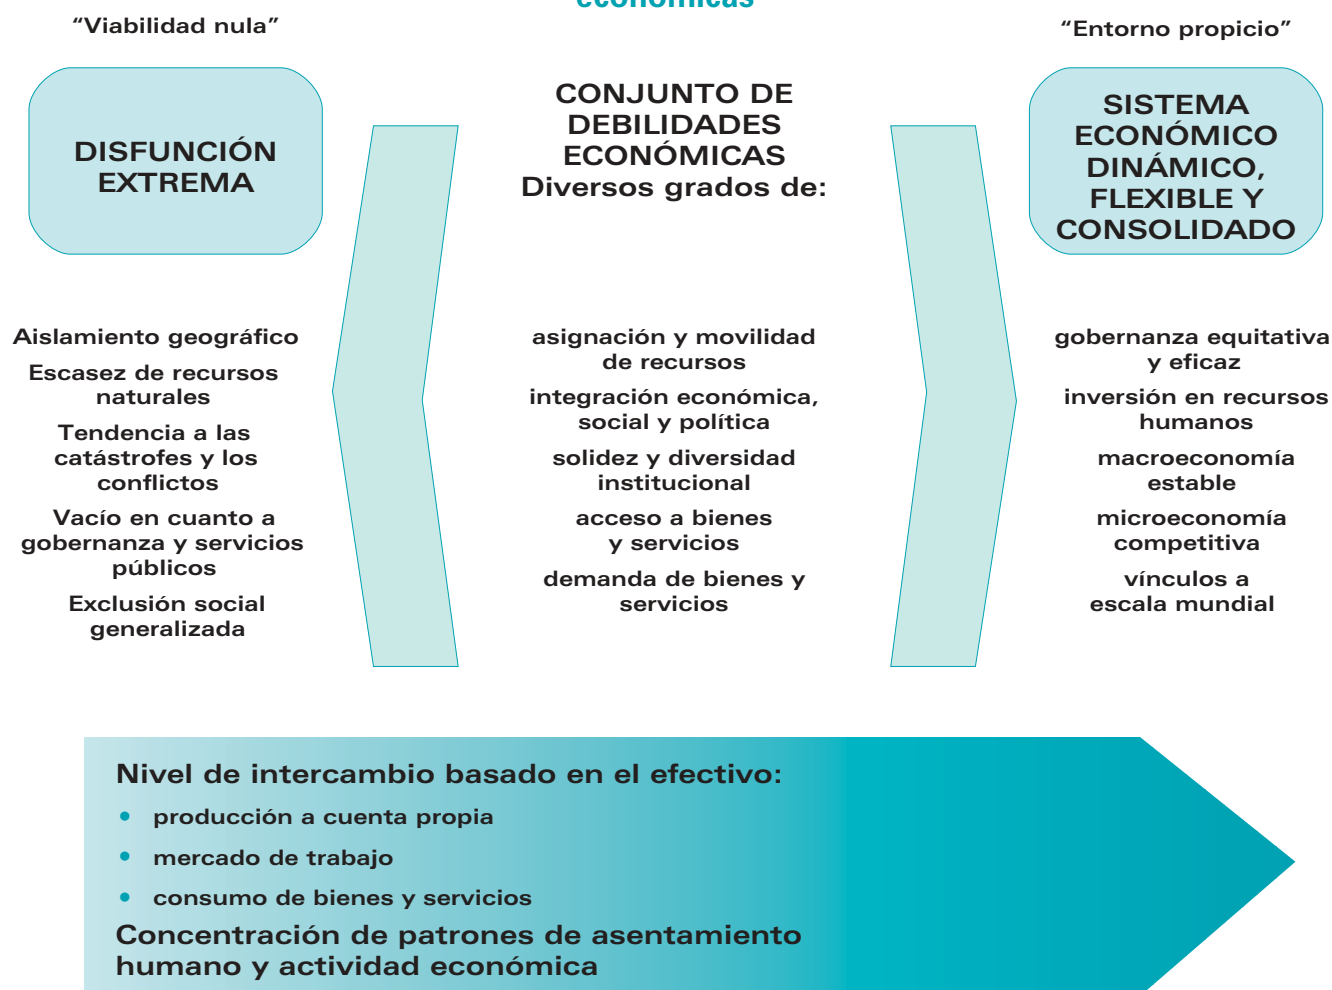 económicas
“Viabilidad nula”
“Entorno propicio”
DISFUNCIÓN
EXTREMA
CONJUNTO DE
DEBILIDADES
ECONÓMICAS
Diversos grados de:
SISTEMA
ECONÓMICO
DINÁMICO,
FLEXIBLE Y
CONSOLIDADO
Aislamiento geográfico
Escasez de recursos
naturales
Tendencia a las
catástrofes y los
conflictos
Vacío en cuanto a
gobernanza y servicios
públicos
Exclusión social
generalizada
asignación y movilidad
de recursos
integración económica,
social y política
solidez y diversidad
institucional
acceso a bienes
y servicios
demanda de bienes y
servicios
gobernanza equitativa
y eficaz
inversión en recursos
humanos
macroeconomía
estable
microeconomía
competitiva
vínculos a
escala mundial
Nivel de intercambio basado en el efectivo:
• producción a cuenta propia
• mercado de trabajo
• consumo de bienes y servicios
Concentración de patrones de asentamiento
humano y actividad económica